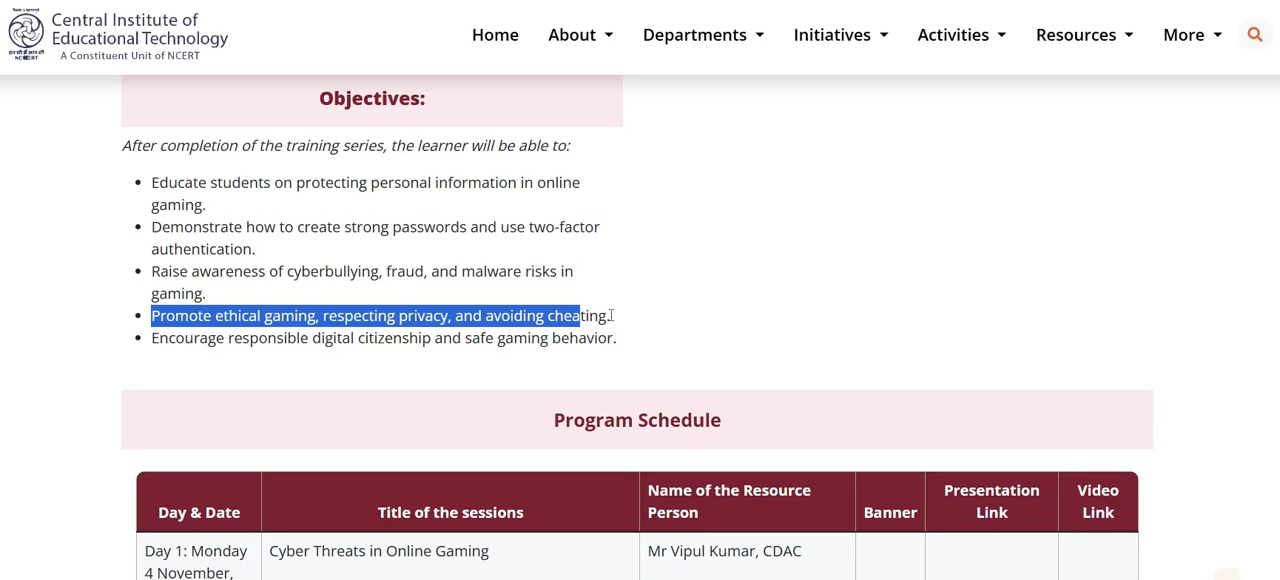 Central Institute of
Educational Technology
A Constituent Unit of NCERT
Home About Departments Initiatives Activities Resources More
Objectives:
After completion of the training series, the learner will be able to:
• Educate students on protecting personal information in online
gaming.
• Demonstrate how to create strong passwords and use two-factor
authentication.
• Raise awareness of cyberbullying, fraud, and malware risks in
gaming.
• Promote ethical gaming, respecting privacy, and avoiding cheating.
• Encourage responsible digital citizenship and safe gaming behavior.
Program Schedule
Day & Date
Title of the sessions
Name of the Resource
Person
Banner
Presentation
Link
Video
Link
Day 1: Monday
4 November,
Cyber Threats in Online Gaming
Mr Vipul Kumar, CDAC